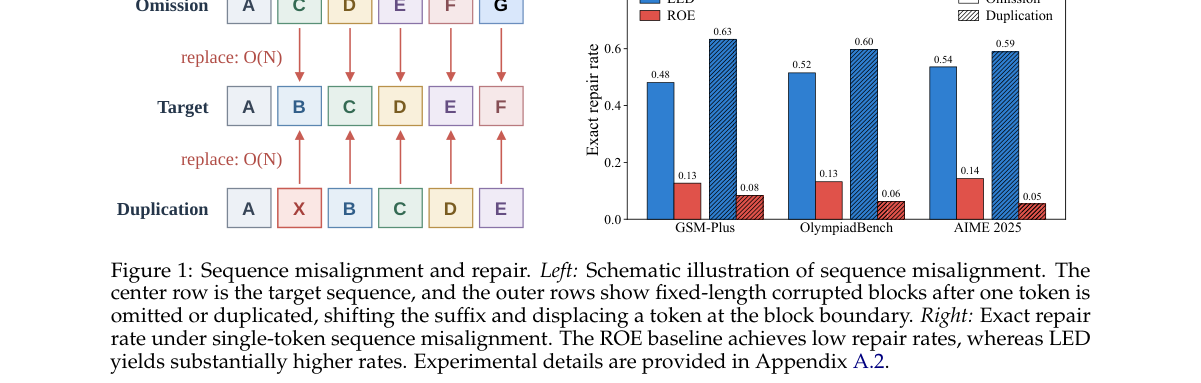 Omission A C D E F G
replace: O(N)
Target A B C D E F
replace: O(N)
Duplication A X B C D E
LED Omission
ROE Duplication
Exact repair rate
0.6
0.4
0.2
0.0
0.48 0.13 0.63 0.08
0.52 0.13 0.60 0.06
0.54 0.14 0.59 0.05
GSM-Plus OlympiadBench AIME 2025
Figure 1: Sequence misalignment and repair. Left: Schematic illustration of sequence misalignment. The
center row is the target sequence, and the outer rows show fixed-length corrupted blocks after one token is
omitted or duplicated, shifting the suffix and displacing a token at the block boundary. Right: Exact repair
rate under single-token sequence misalignment. The ROE baseline achieves low repair rates, whereas LED
yields substantially higher rates. Experimental details are provided in Appendix A.2.